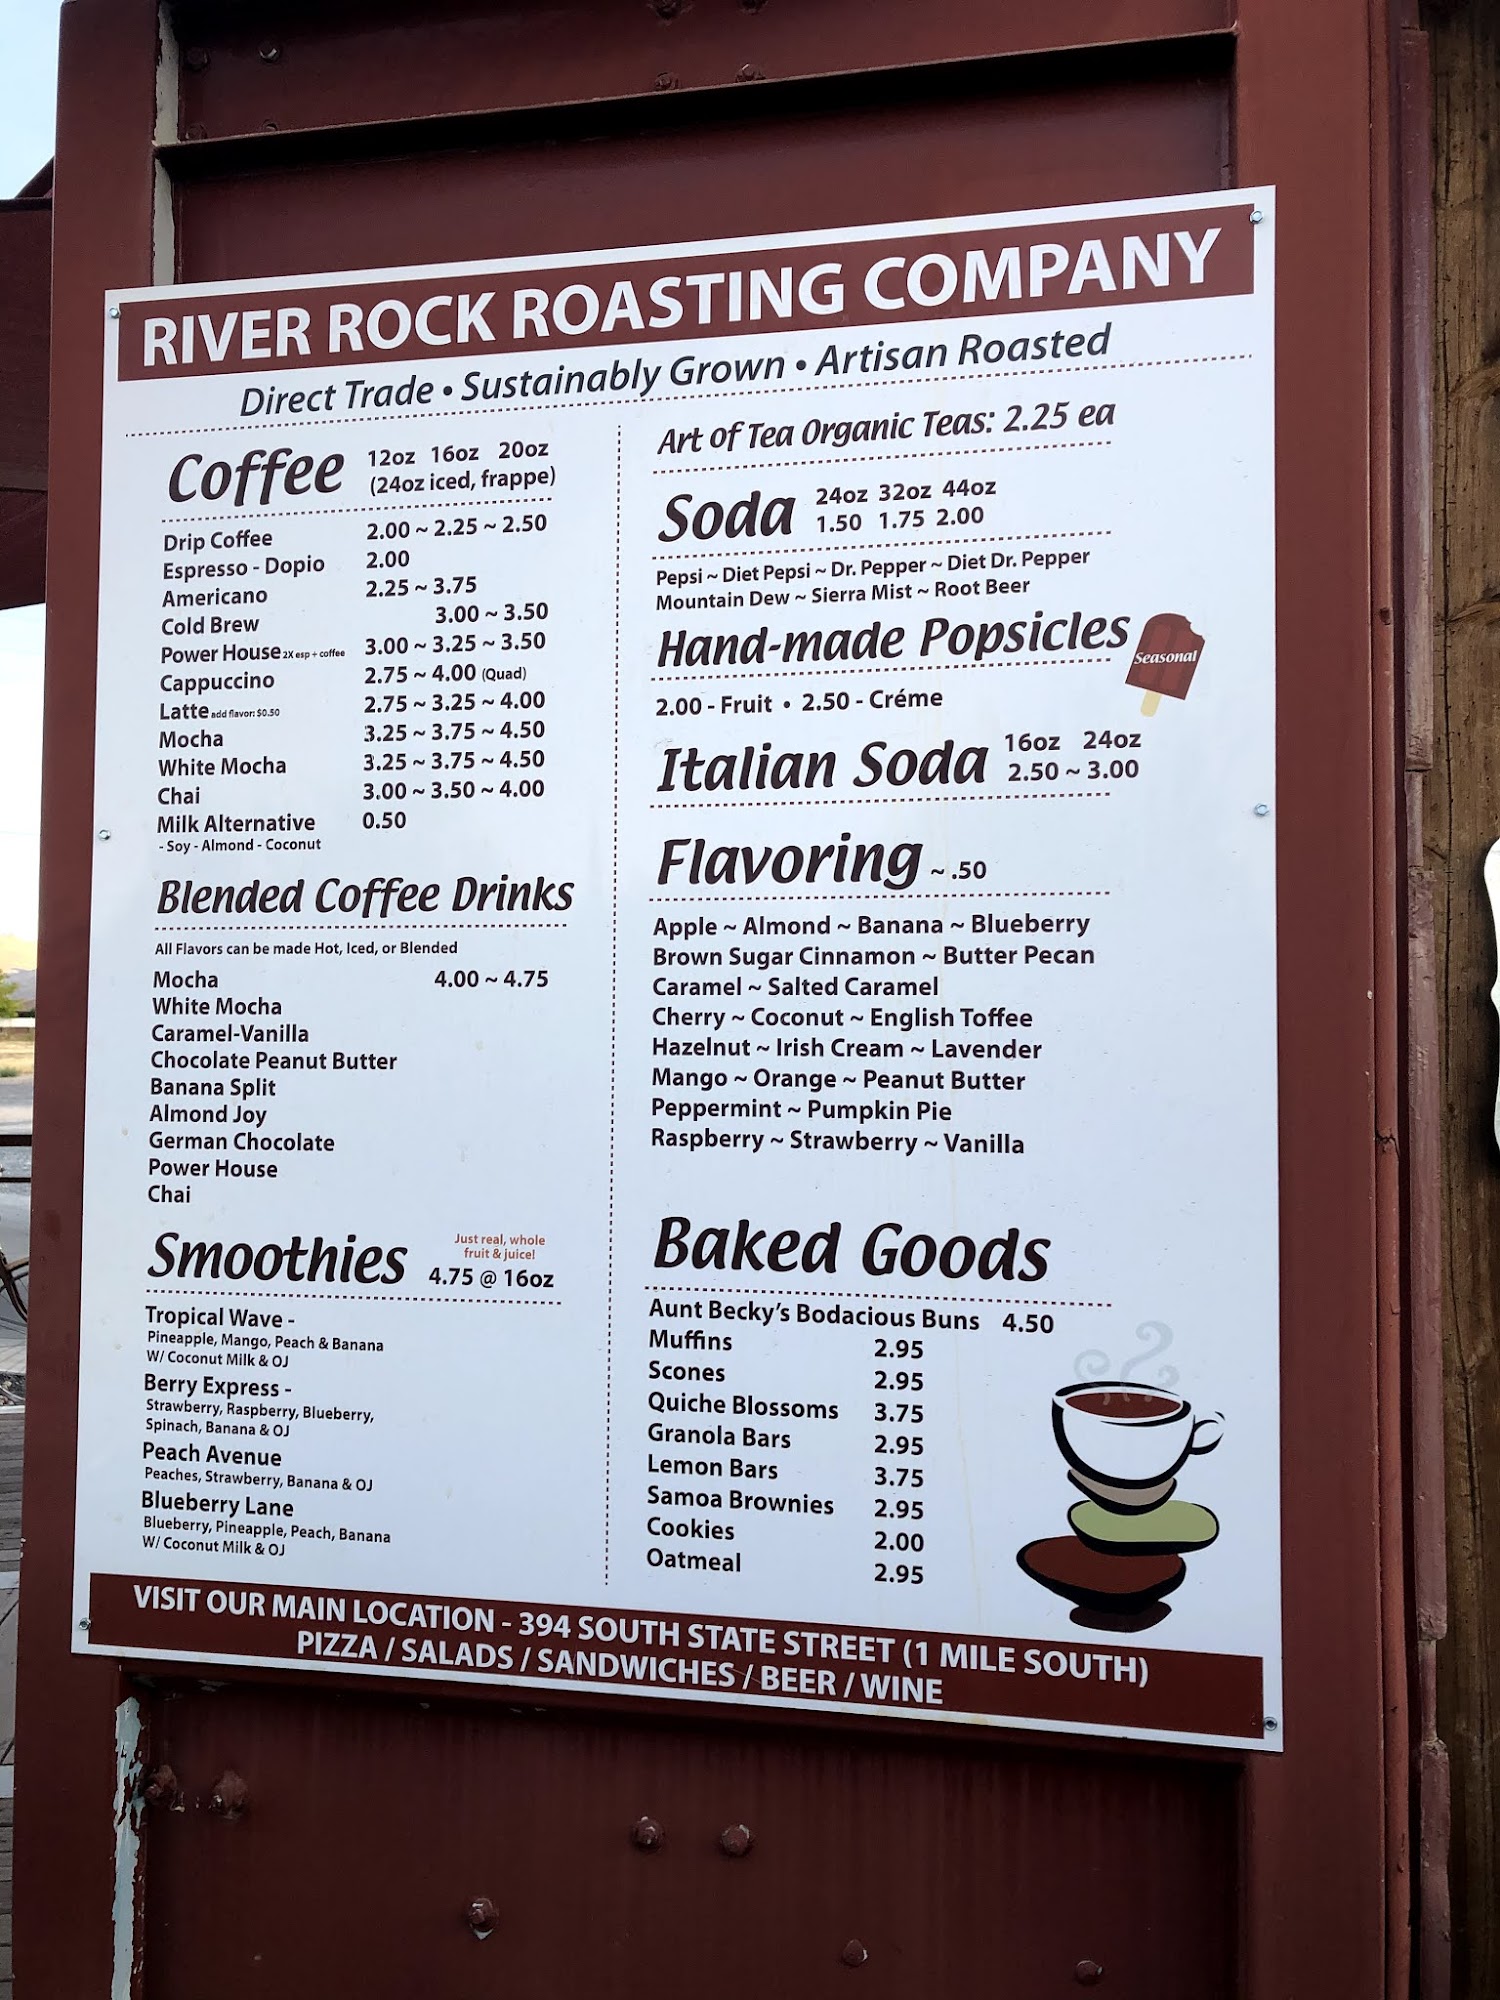 RIVER ROCK ROASTING COMPANY
Direct Trade • Sustainably Grown • Artisan Roasted
Coffee 12oz 16oz 20oz
(24oz iced, frappe)
Drip Coffee 2.00 ~ 2.25 ~ 2.50
Espresso - Dopio 2.00
Americano 2.25 ~ 3.75
Cold Brew 3.00 ~ 3.50
Power House 2X esp + coffee 3.00 ~ 3.25 ~ 3.50
Cappuccino 2.75 ~ 4.00 (Quad)
Latte add flavor: $0.50 2.75 ~ 3.25 ~ 4.00
Mocha 3.25 ~ 3.75 ~ 4.50
White Mocha 3.25 ~ 3.75 ~ 4.50
Chai 3.00 ~ 3.50 ~ 4.00
Milk Alternative 0.50
- Soy - Almond - Coconut
Blended Coffee Drinks
All Flavors can be made Hot, Iced, or Blended
Mocha 4.00 ~ 4.75
White Mocha
Caramel-Vanilla
Chocolate Peanut Butter
Banana Split
Almond Joy
German Chocolate
Power House
Chai
Smoothies
Just real, whole
fruit & juice!
4.75 @ 16oz
Tropical Wave -
Pineapple, Mango, Peach & Banana
W/ Coconut Milk & OJ
Berry Express -
Strawberry, Raspberry, Blueberry,
Spinach, Banana & OJ
Peach Avenue
Peaches, Strawberry, Banana & OJ
Blueberry Lane
Blueberry, Pineapple, Peach, Banana
W/ Coconut Milk & OJ
Art of Tea Organic Teas: 2.25 ea
Soda 24oz 32oz 44oz
1.50 1.75 2.00
Pepsi ~ Diet Pepsi ~ Dr. Pepper ~ Diet Dr. Pepper
Mountain Dew ~ Sierra Mist ~ Root Beer
Hand-made Popsicles
Seasonal
2.00 - Fruit • 2.50 - Créme
Italian Soda 16oz 24oz
2.50 ~ 3.00
Flavoring ~ .50
Apple ~ Almond ~ Banana ~ Blueberry
Brown Sugar Cinnamon ~ Butter Pecan
Caramel ~ Salted Caramel
Cherry ~ Coconut ~ English Toffee
Hazelnut ~ Irish Cream ~ Lavender
Mango ~ Orange ~ Peanut Butter
Peppermint ~ Pumpkin Pie
Raspberry ~ Strawberry ~ Vanilla
Baked Goods
Aunt Becky's Bodacious Buns 4.50
Muffins 2.95
Scones 2.95
Quiche Blossoms 3.75
Granola Bars 2.95
Lemon Bars 3.75
Samoa Brownies 2.95
Cookies 2.00
Oatmeal 2.95
VISIT OUR MAIN LOCATION - 394 SOUTH STATE STREET (1 MILE SOUTH)
PIZZA / SALADS / SANDWICHES / BEER / WINE